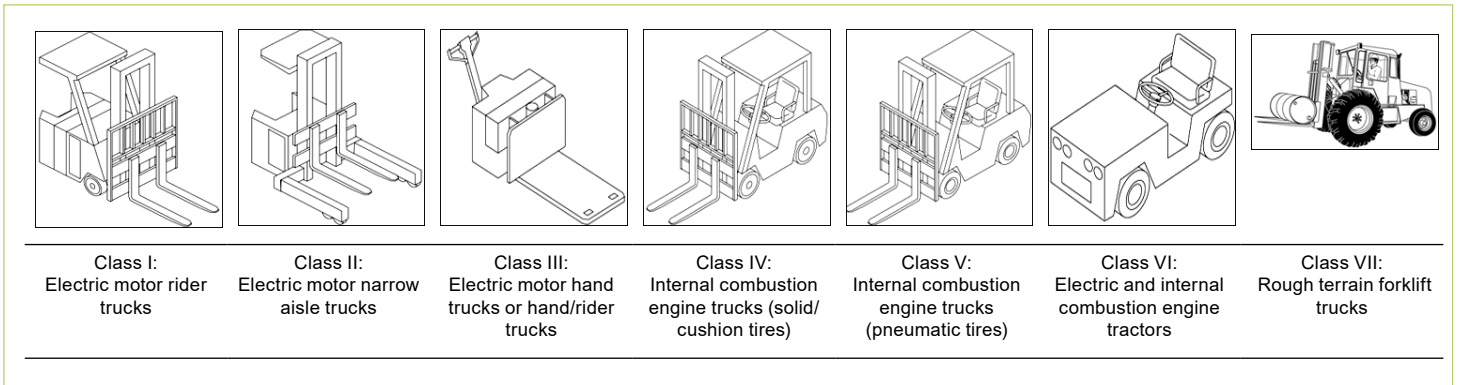 Class I:
Electric motor rider
trucks
Class II:
Electric motor narrow
aisle trucks
Class III:
Electric motor hand
trucks or hand/rider
trucks
Class IV:
Internal combustion
engine trucks (solid/
cushion tires)
Class V:
Internal combustion
engine trucks
(pneumatic tires)
Class VI:
Electric and internal
combustion engine
tractors
Class VII:
Rough terrain forklift
trucks